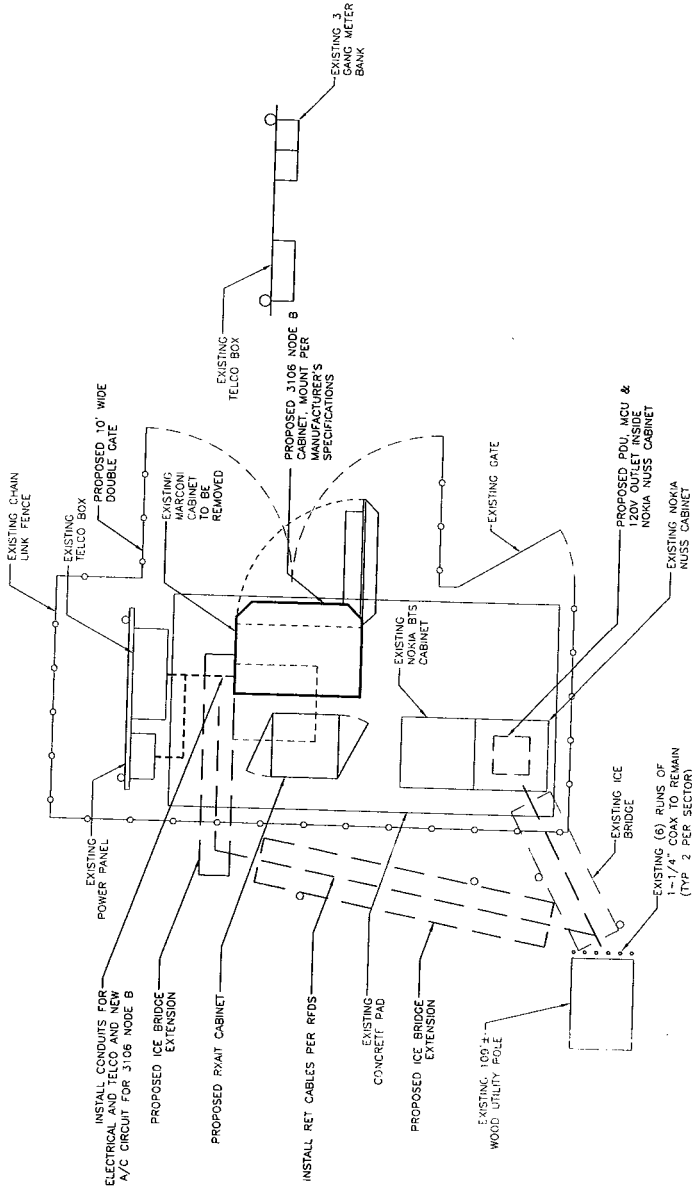 EXISTING 3
GANG METER
BANK
EXISTING
TELCO BOX
EXISTING CHAIN
LINK FENCE
EXISTING
TELCO BOX
PROPOSED 10' WIDE
DOUBLE GATE
EXISTING
MARCONI
CABINET
TO BE
REMOVED
PROPOSED 3106 NODE B
CABINET, MOUNT PER
MANUFACTURER'S
SPECIFICATIONS
EXISTING GATE
PROPOSED PDU, MCU &
120V OUTLET INSIDE
NOKIA NUSS CABINET
EXISTING NOKIA
NUSS CABINET
EXISTING
NOKIA BTS
CABINET
EXISTING
POWER PANEL
INSTALL CONDUITS FOR
ELECTRICAL AND TELCO AND NEW
A/C CIRCUIT FOR 3106 NODE B
PROPOSED ICE BRIDGE
EXTENSION
PROPOSED RXAIT CABINET
INSTALL RET CABLES PER RFDS
EXISTING
CONCRETE PAD
PROPOSED ICE BRIDGE
EXTENSION
EXISTING 109'±
WOOD UTILITY POLE
EXISTING ICE
BRIDGE
EXISTING (6) RUNS OF
1-1/4" COAX TO REMAIN
(TYP 2 PER SECTOR)